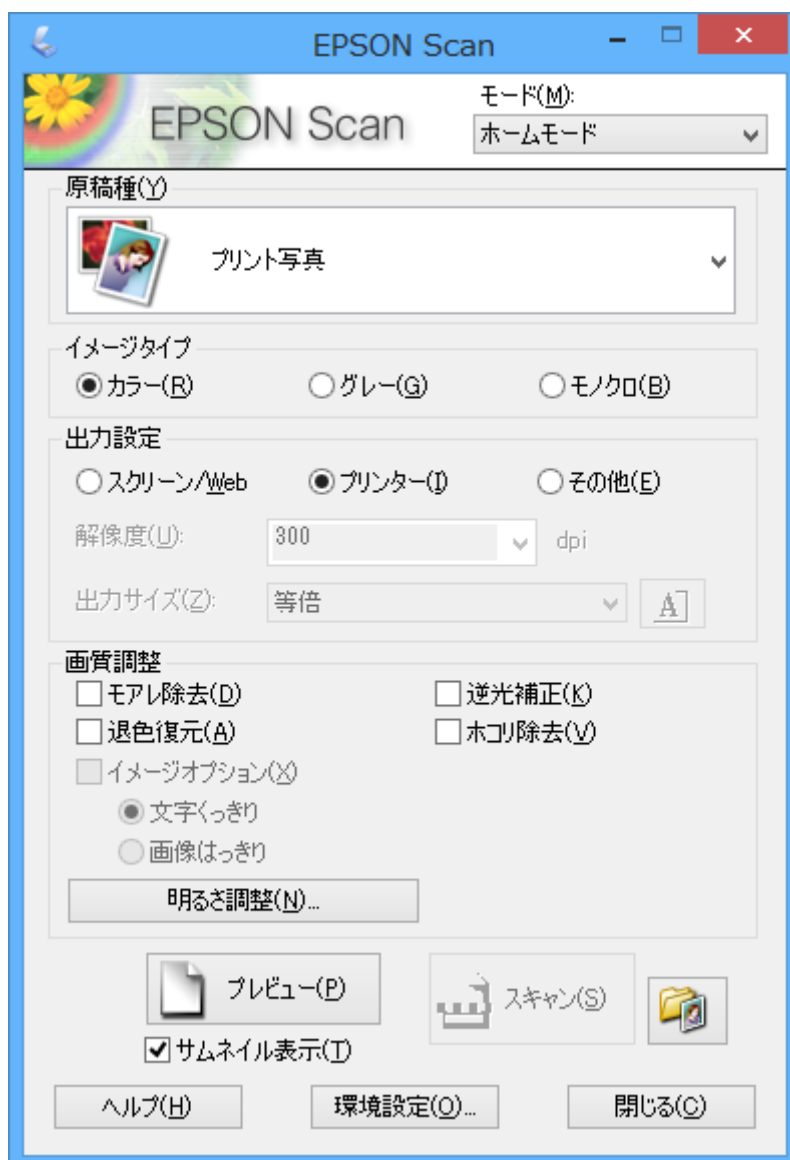 EPSON Scan
EPSON Scan
モード(M):
ホームモード
原稿種(Y)
プリント写真
イメージタイプ
カラー(R) グレー(G) モノクロ(B)
出力設定
スクリーン/Web プリンター(I) その他(E)
解像度(U): 300 dpi
出力サイズ(Z): 等倍 A
画質調整
モアレ除去(D) 逆光補正(K)
退色復元(A) ホコリ除去(V)
イメージオプション(X)
文字くっきり
画像はっきり
明るさ調整(N)...
プレビュー(P) スキャン(S)
サムネイル表示(T)
ヘルプ(H) 環境設定(O)... 閉じる(C)